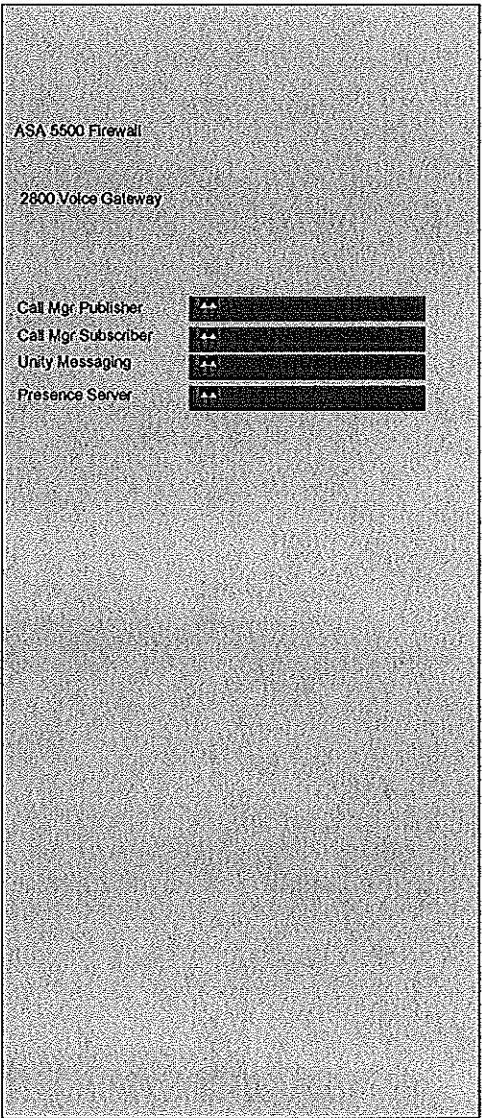 ASA 5500 Firewall
2800 Voice Gateway
Call Mgr Publisher
Call Mgr Subscriber
Unity Messaging
Presence Server